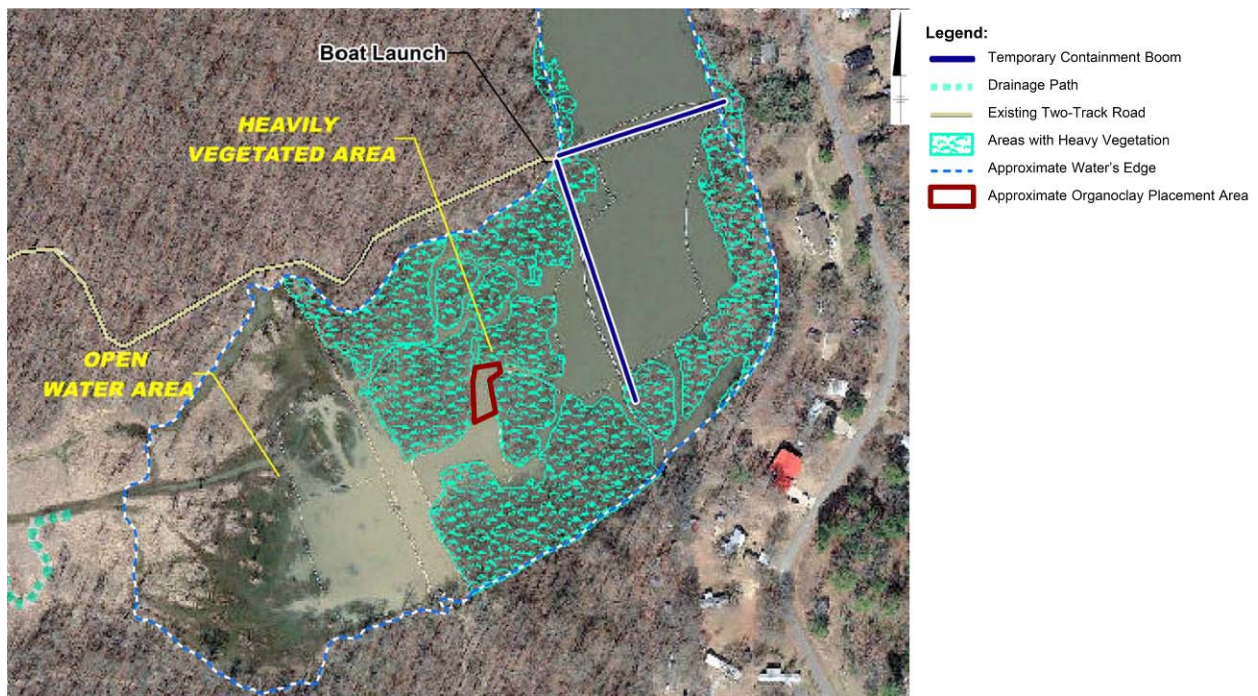 Boat Launch
HEAVILY
VEGETATED AREA
OPEN
WATER AREA
Legend:
Temporary Containment Boom
Drainage Path
Existing Two-Track Road
Areas with Heavy Vegetation
Approximate Water's Edge
Approximate Organoclay Placement Area